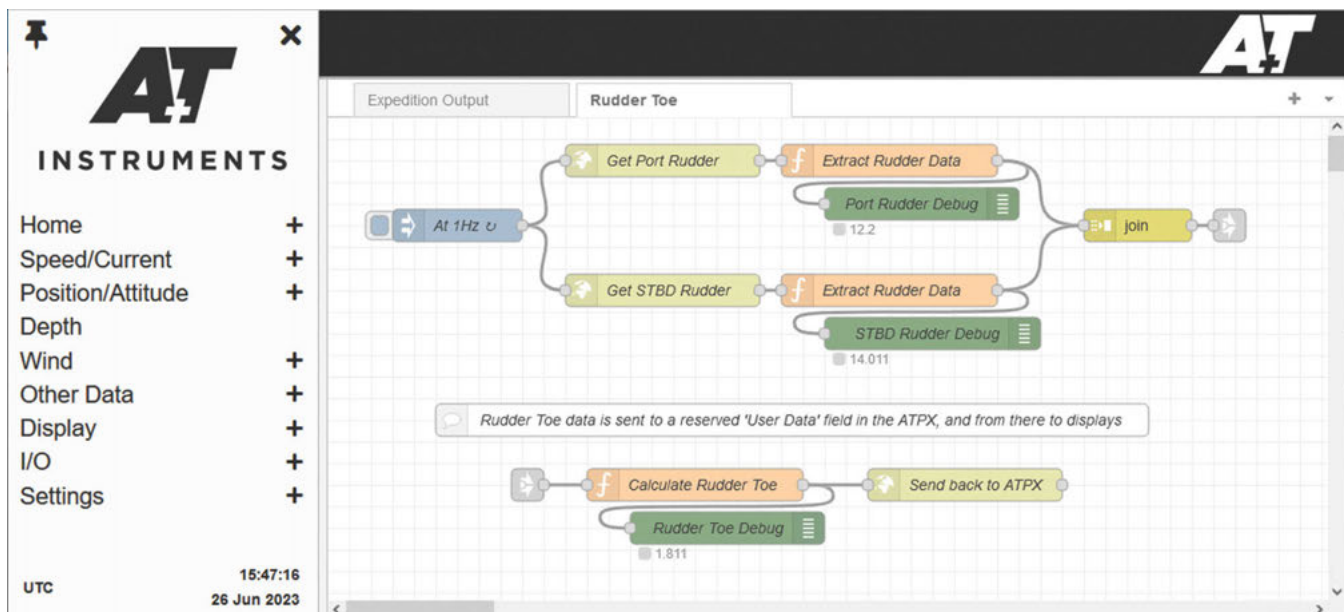 A+T
INSTRUMENTS
Home +
Speed/Current +
Position/Attitude +
Depth
Wind +
Other Data +
Display +
I/O +
Settings +
UTC
15:47:16
26 Jun 2023
A+T
Expedition Output
Rudder Toe
+
Get Port Rudder
Extract Rudder Data
Port Rudder Debug
12.2
At 1Hz ↻
join
Get STBD Rudder
Extract Rudder Data
STBD Rudder Debug
14.011
Rudder Toe data is sent to a reserved 'User Data' field in the ATPX, and from there to displays
f Calculate Rudder Toe
Send back to ATPX
Rudder Toe Debug
1.811